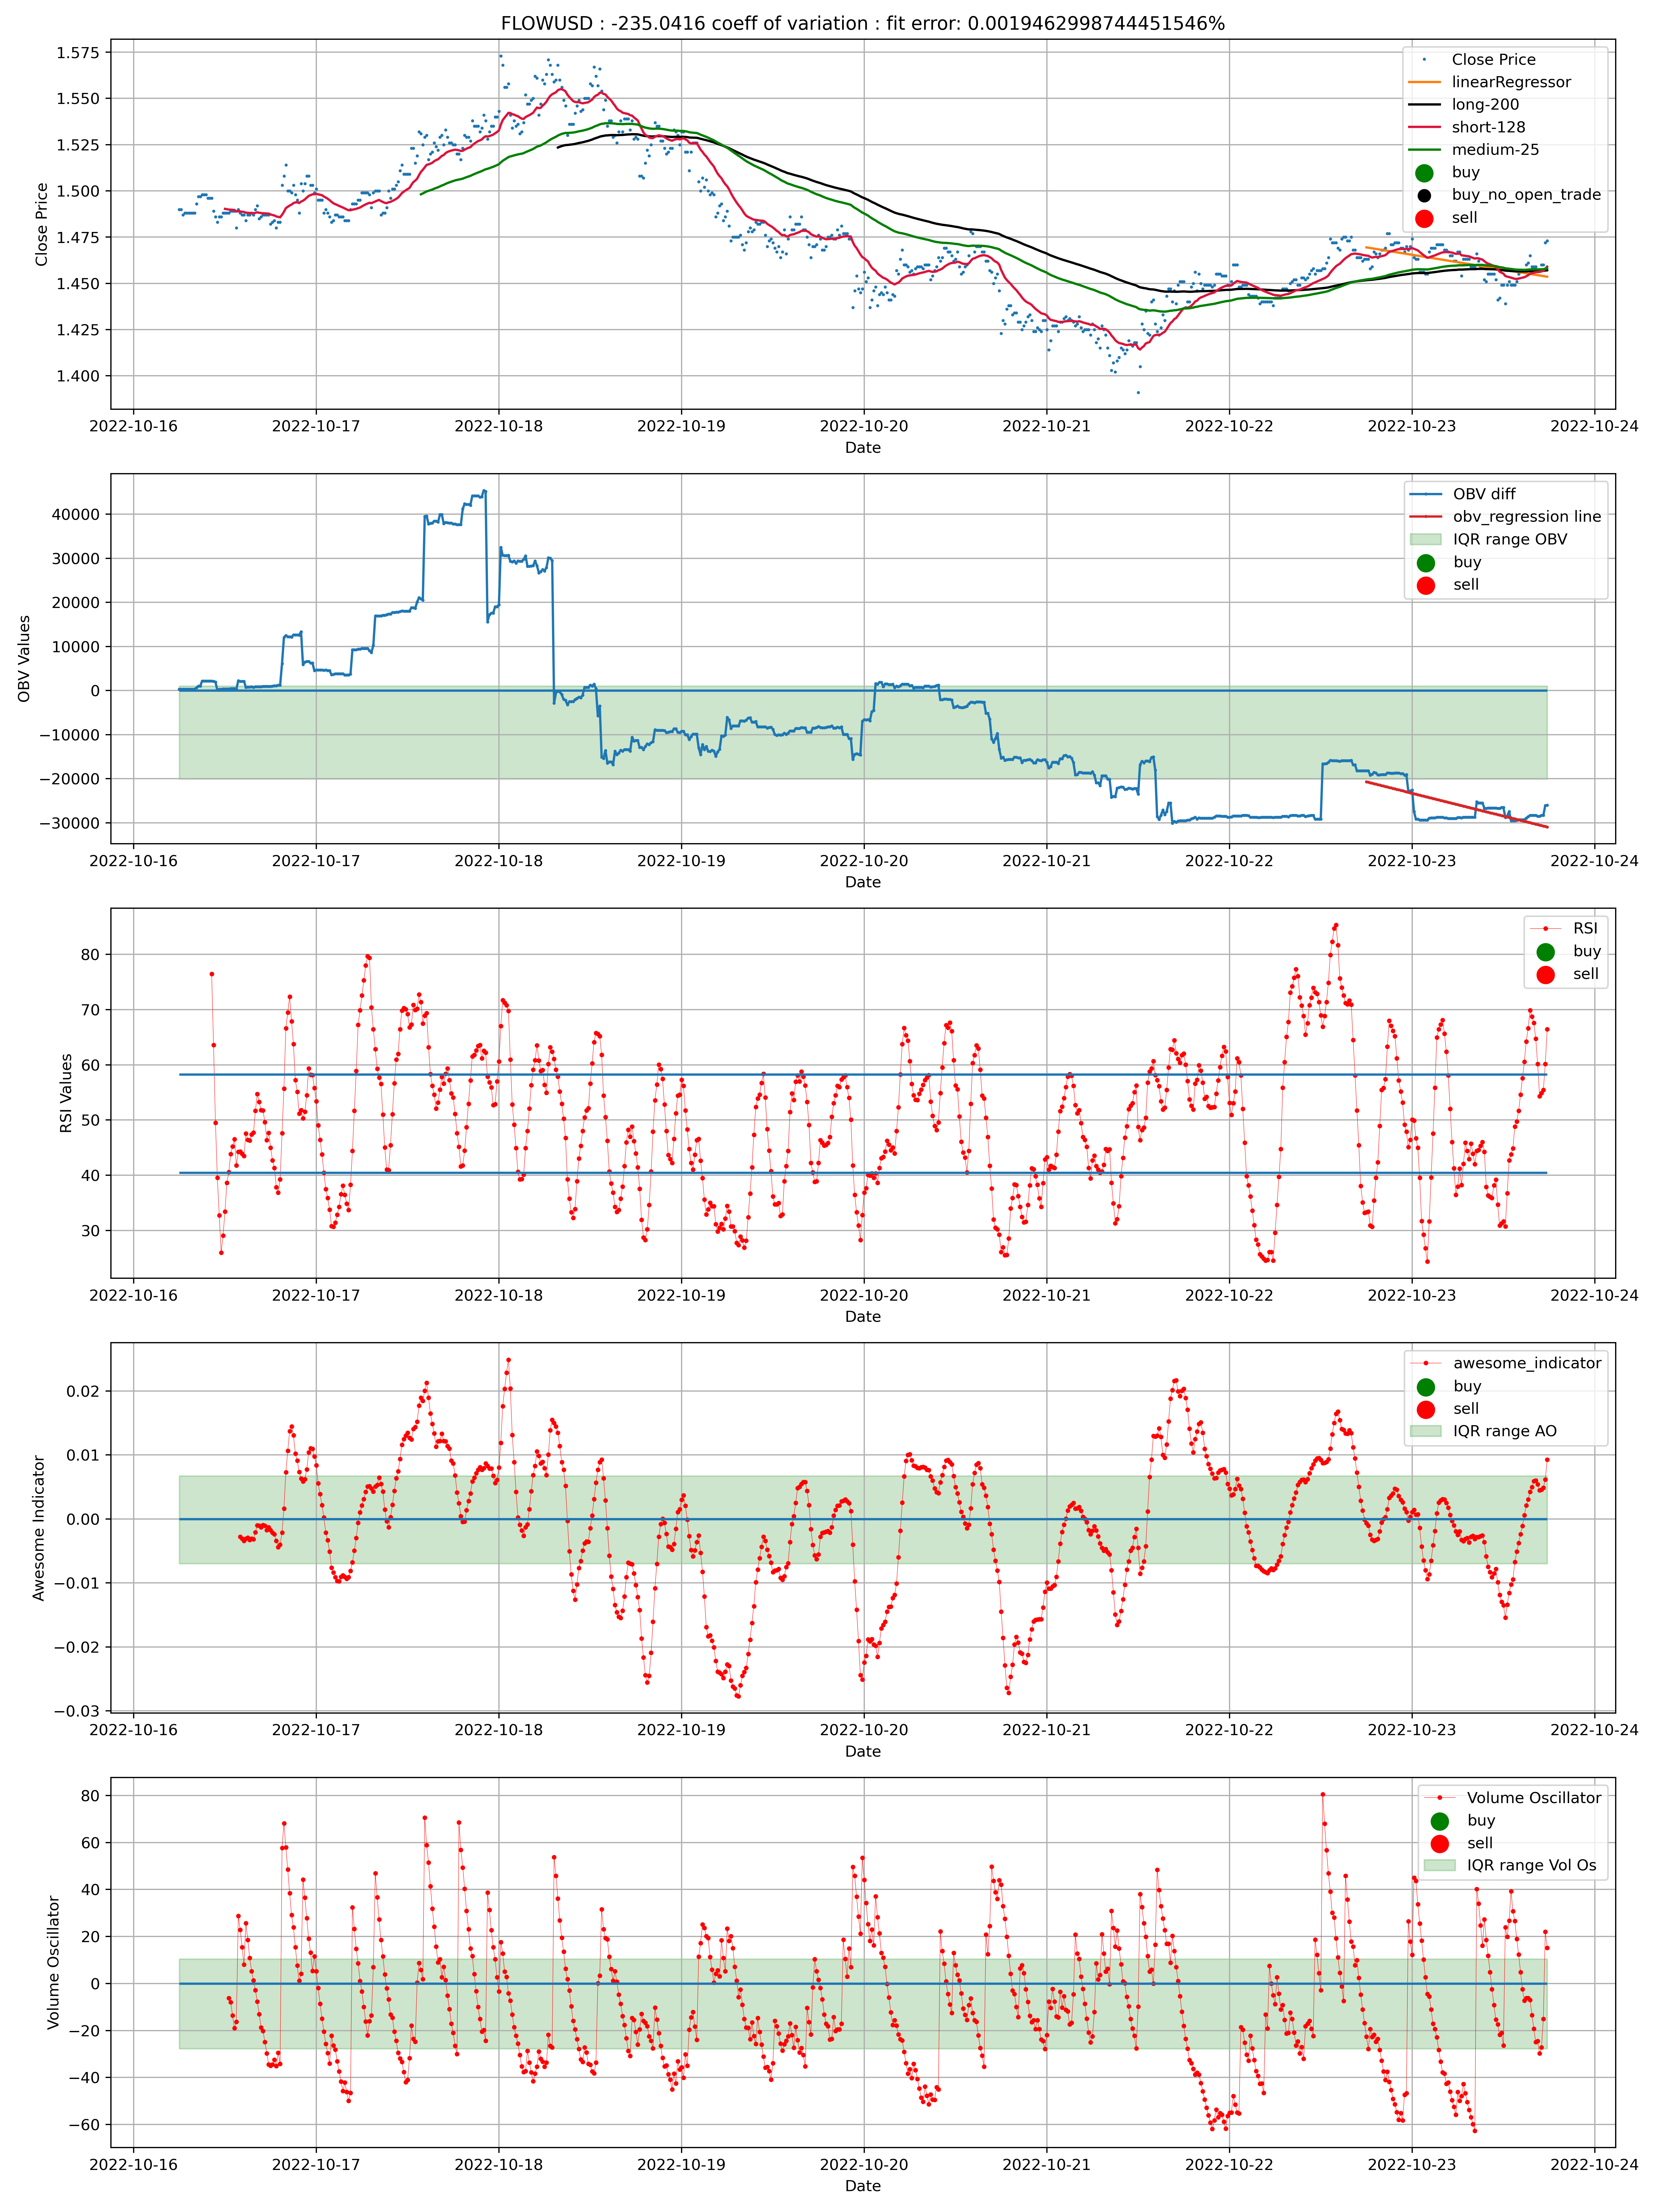 FLOWUSD : -235.0416 coeff of variation : fit error: 0.0019462998744451546%
1.575
1.550
1.525
1.500
1.475
1.450
1.425
1.400
Close Price
Close Price
linearRegressor
long-200
short-128
medium-25
buy
buy_no_open_trade
sell
2022-10-16 2022-10-17 2022-10-18 2022-10-19 2022-10-20 2022-10-21 2022-10-22 2022-10-23 2022-10-24
Date
40000
30000
20000
10000
0
−10000
−20000
−30000
OBV Values
OBV diff
obv_regression line
IQR range OBV
buy
sell
2022-10-16 2022-10-17 2022-10-18 2022-10-19 2022-10-20 2022-10-21 2022-10-22 2022-10-23 2022-10-24
Date
80
70
60
50
40
30
RSI Values
RSI
buy
sell
2022-10-16 2022-10-17 2022-10-18 2022-10-19 2022-10-20 2022-10-21 2022-10-22 2022-10-23 2022-10-24
Date
0.02
0.01
0.00
−0.01
−0.02
−0.03
Awesome Indicator
awesome_indicator
buy
sell
IQR range AO
2022-10-16 2022-10-17 2022-10-18 2022-10-19 2022-10-20 2022-10-21 2022-10-22 2022-10-23 2022-10-24
Date
80
60
40
20
0
−20
−40
−60
Volume Oscillator
Volume Oscillator
buy
sell
IQR range Vol Os
2022-10-16 2022-10-17 2022-10-18 2022-10-19 2022-10-20 2022-10-21 2022-10-22 2022-10-23 2022-10-24
Date